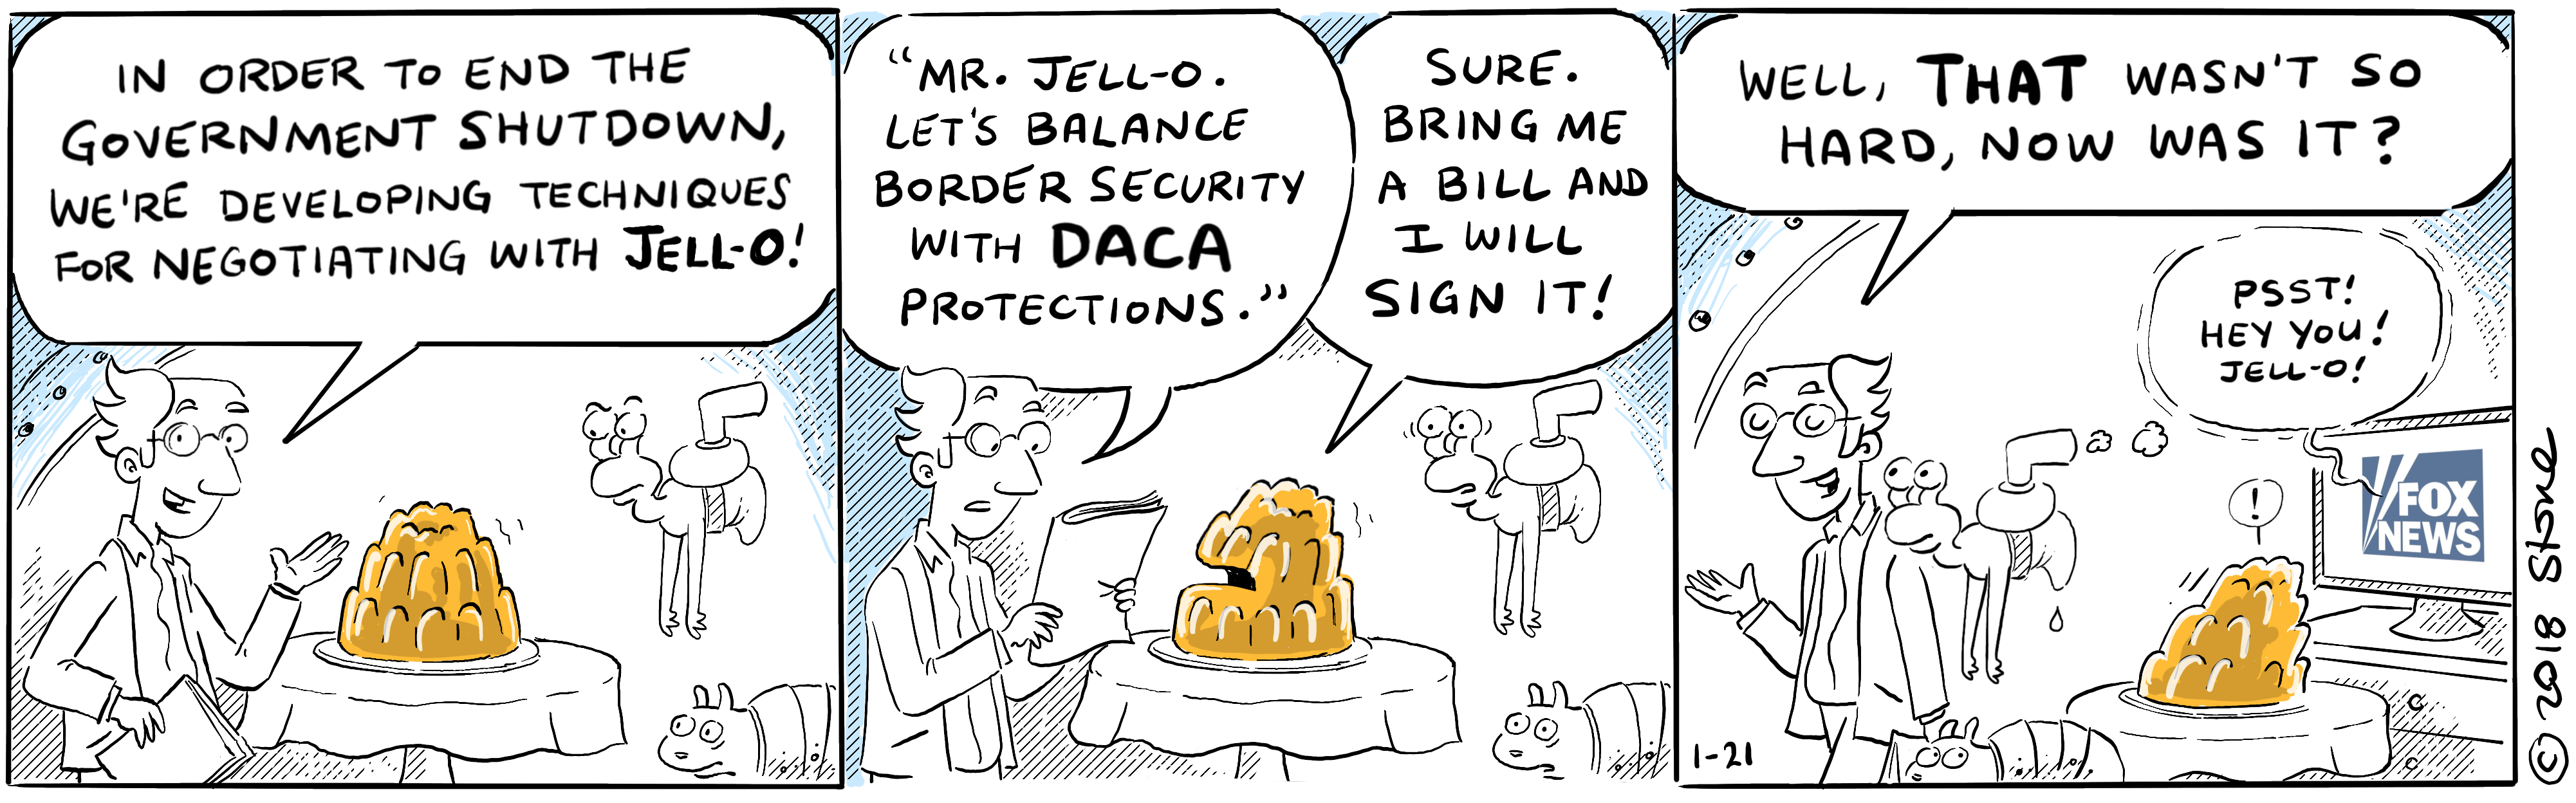 IN ORDER TO END THE
GOVERNMENT SHUTDOWN,
WE'RE DEVELOPING TECHNIQUES
FOR NEGOTIATING WITH JELL-O!
"MR. JELL-O.
LET'S BALANCE
BORDER SECURITY
WITH DACA
PROTECTIONS."
SURE.
BRING ME
A BILL AND
I WILL
SIGN IT!
WELL, THAT WASN'T SO
HARD, NOW WAS IT?
PSST!
HEY YOU!
JELL-O!
!
FOX
NEWS
1-21
© 2018 Stone